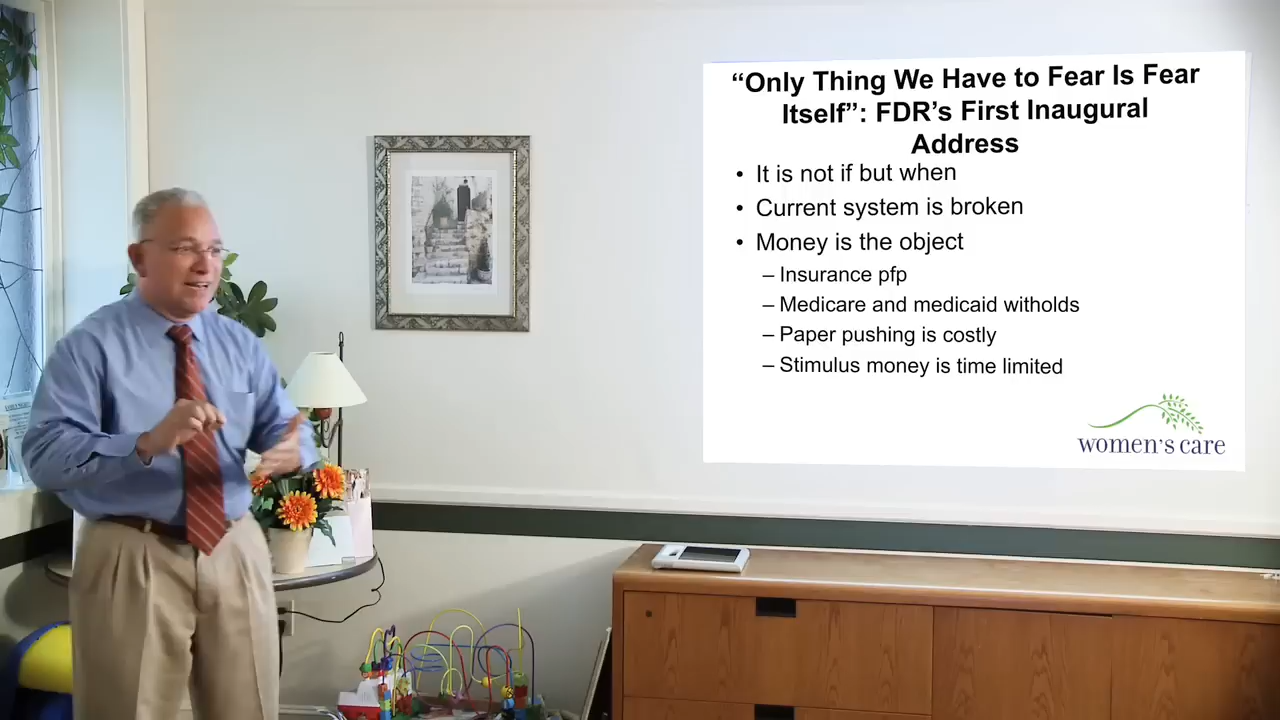 “Only Thing We Have to Fear Is Fear
Itself”: FDR’s First Inaugural
Address
• It is not if but when
• Current system is broken
• Money is the object
– Insurance pfp
– Medicare and medicaid witholds
– Paper pushing is costly
– Stimulus money is time limited
women’s care